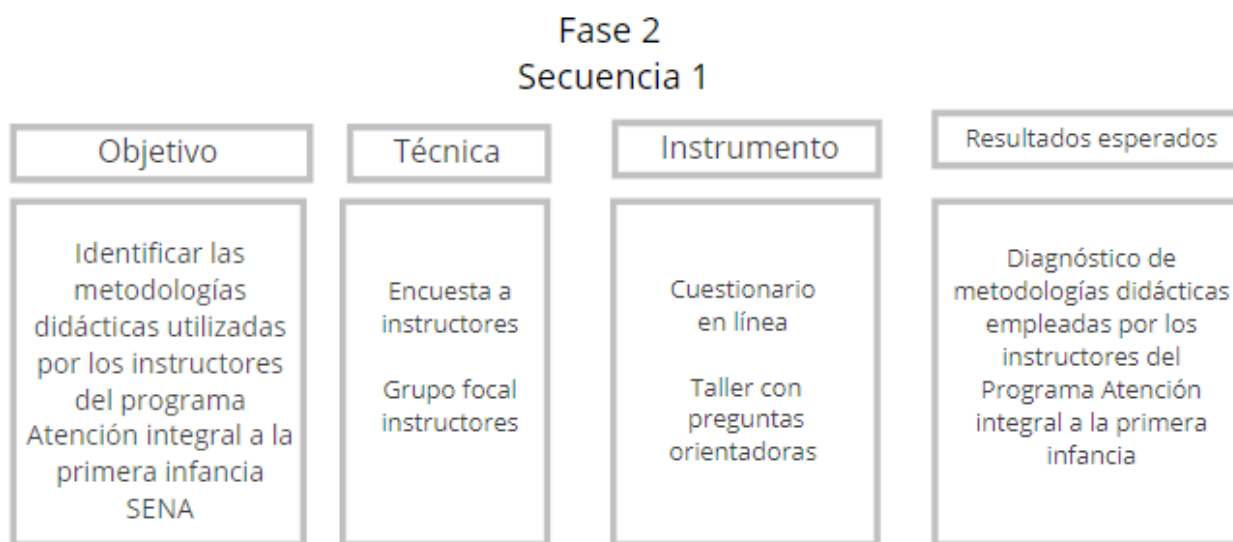 Fase 2
Secuencia 1
Objetivo
Técnica
Instrumento
Resultados esperados
Identificar las
metodologías
didácticas utilizadas
por los instructores
del programa
Atención integral a la
primera infancia
SENA
Encuesta a
instructores
Grupo focal
instructores
Cuestionario
en línea
Taller con
preguntas
orientadoras
Diagnóstico de
metodologías didácticas
empleadas por los
instructores del
Programa Atención
integral a la primera
infancia